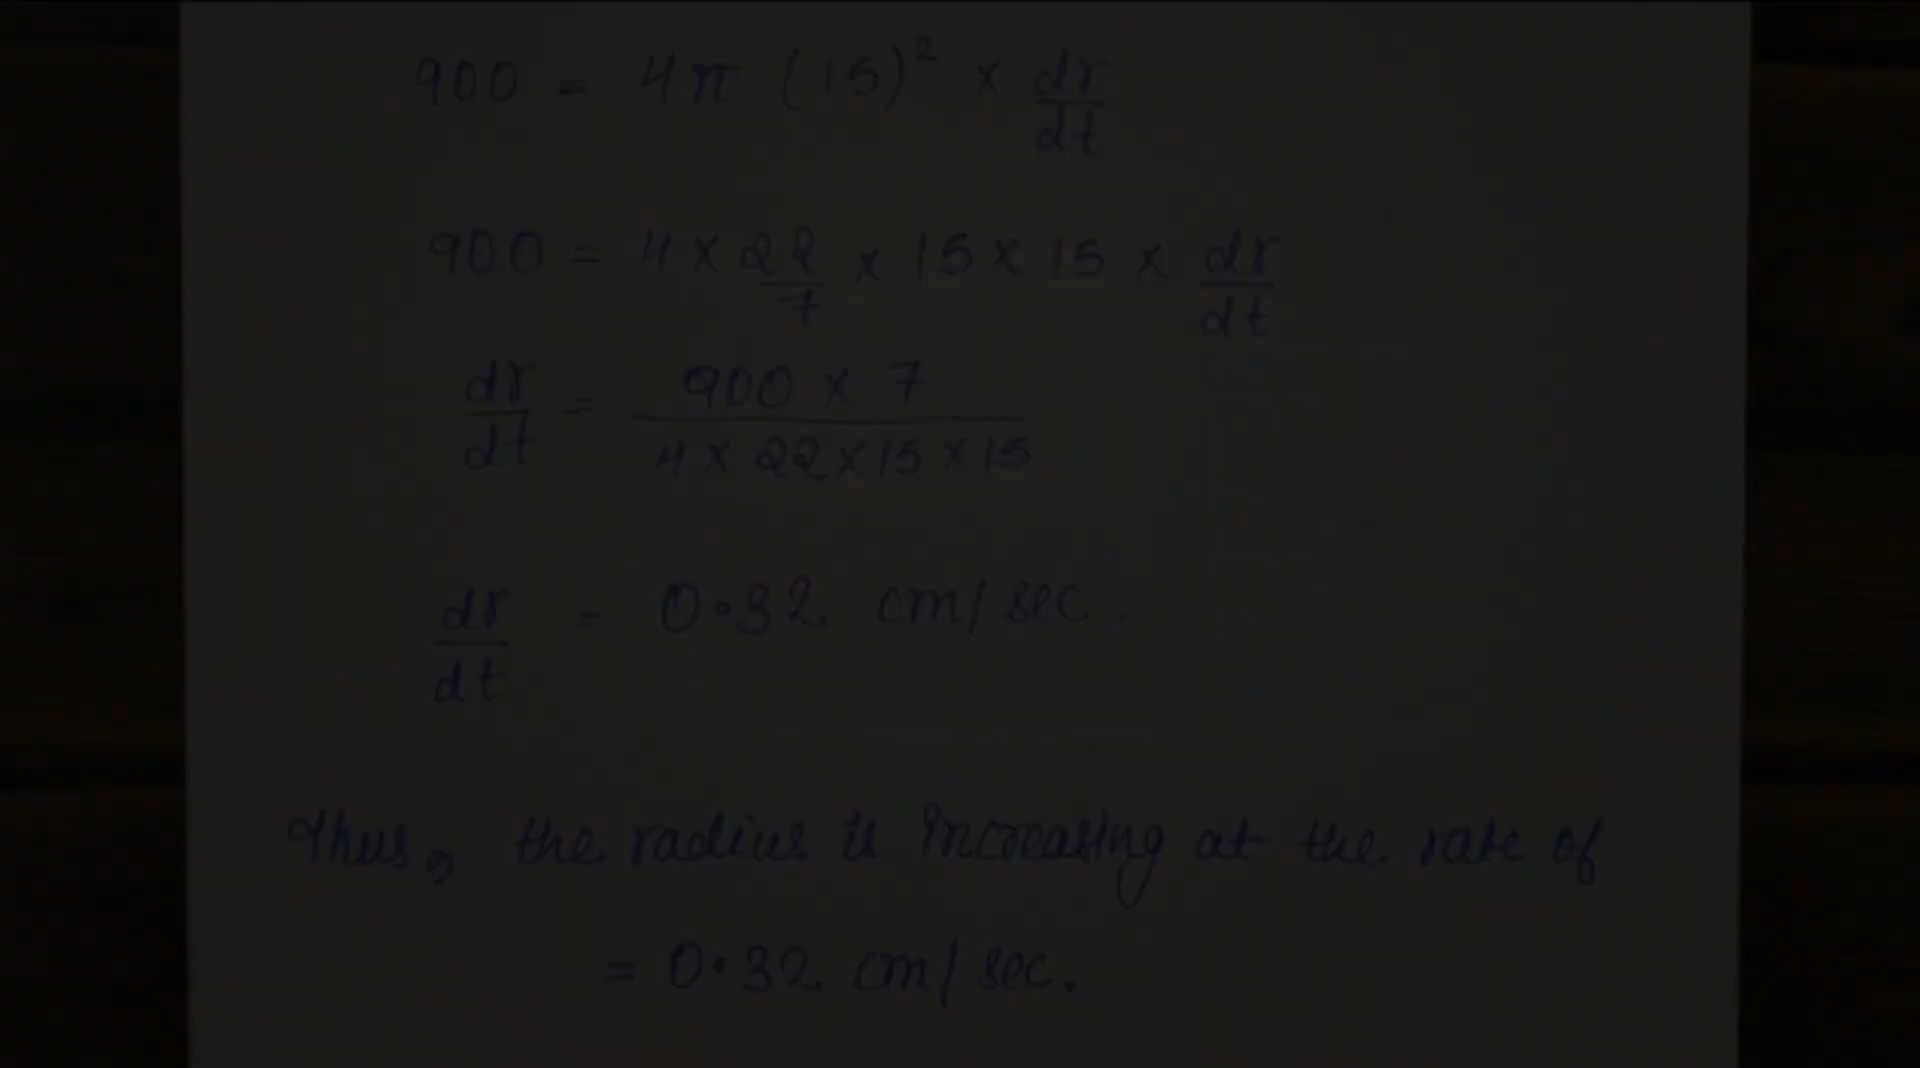 900 = 4π (15)² × dr/dt
900 = 4 × 22/7 × 15 × 15 × dr/dt
dr/dt = 900 × 7 / 4 × 22 × 15 × 15
dr/dt = 0.32 cm/sec.
Thus, the radius is increasing at the rate of
= 0.32 cm/sec.